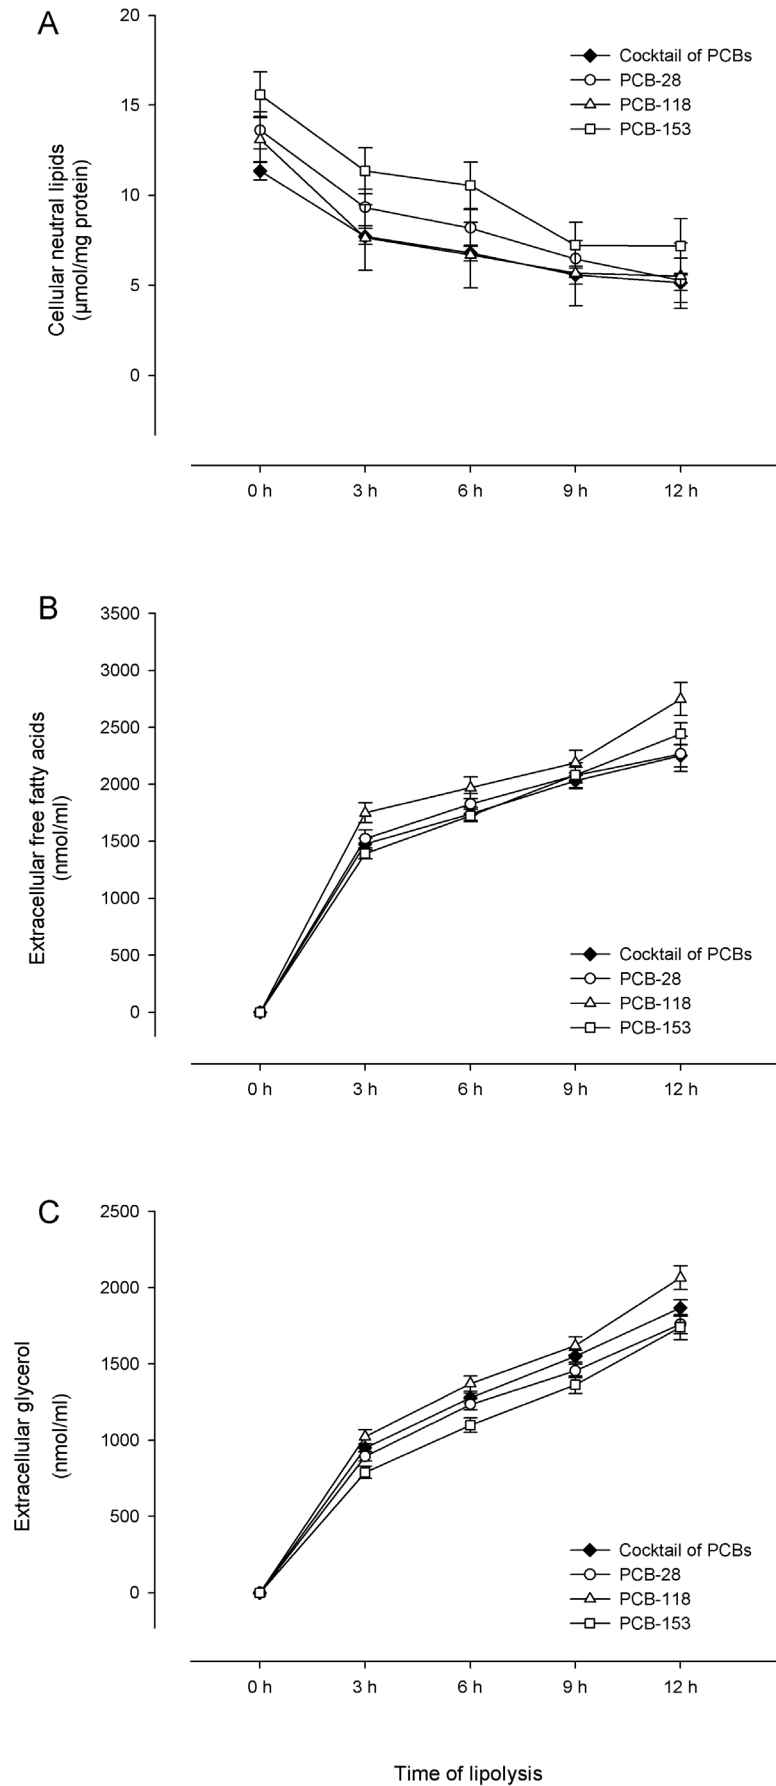 A
20
15
10
5
0
Cellular neutral lipids
(µmol/mg protein)
Cocktail of PCBs
PCB-28
PCB-118
PCB-153
0 h 3 h 6 h 9 h 12 h
B
3500
3000
2500
2000
1500
1000
500
0
Extracellular free fatty acids
(nmol/ml)
Cocktail of PCBs
PCB-28
PCB-118
PCB-153
0 h 3 h 6 h 9 h 12 h
C
2500
2000
1500
1000
500
0
Extracellular glycerol
(nmol/ml)
Cocktail of PCBs
PCB-28
PCB-118
PCB-153
0 h 3 h 6 h 9 h 12 h
Time of lipolysis